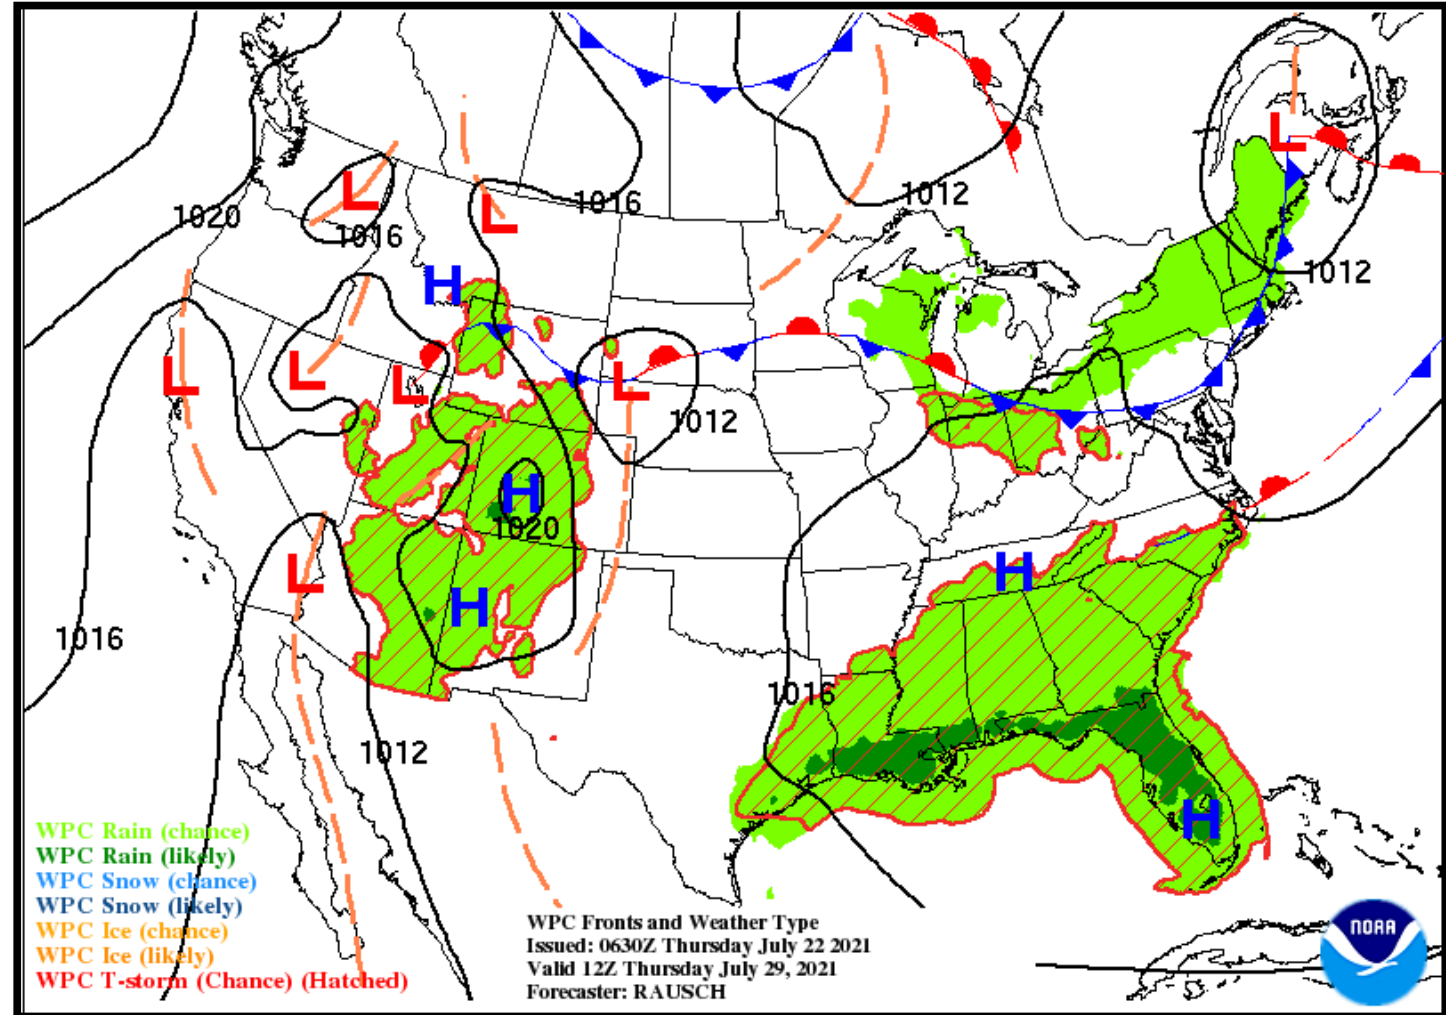 L
1020
L
1016
L
1016
1012
1012
H
L
L
L
L
L
1012
H
1020
L
H
H
1016
1016
1012
H
WPC Rain (chance)
WPC Rain (likely)
WPC Snow (chance)
WPC Snow (likely)
WPC Ice (chance)
WPC Ice (likely)
WPC T-storm (Chance) (Hatched)
WPC Fronts and Weather Type
Issued: 0630Z Thursday July 22 2021
Valid 12Z Thursday July 29, 2021
Forecaster: RAUSCH
NOAA